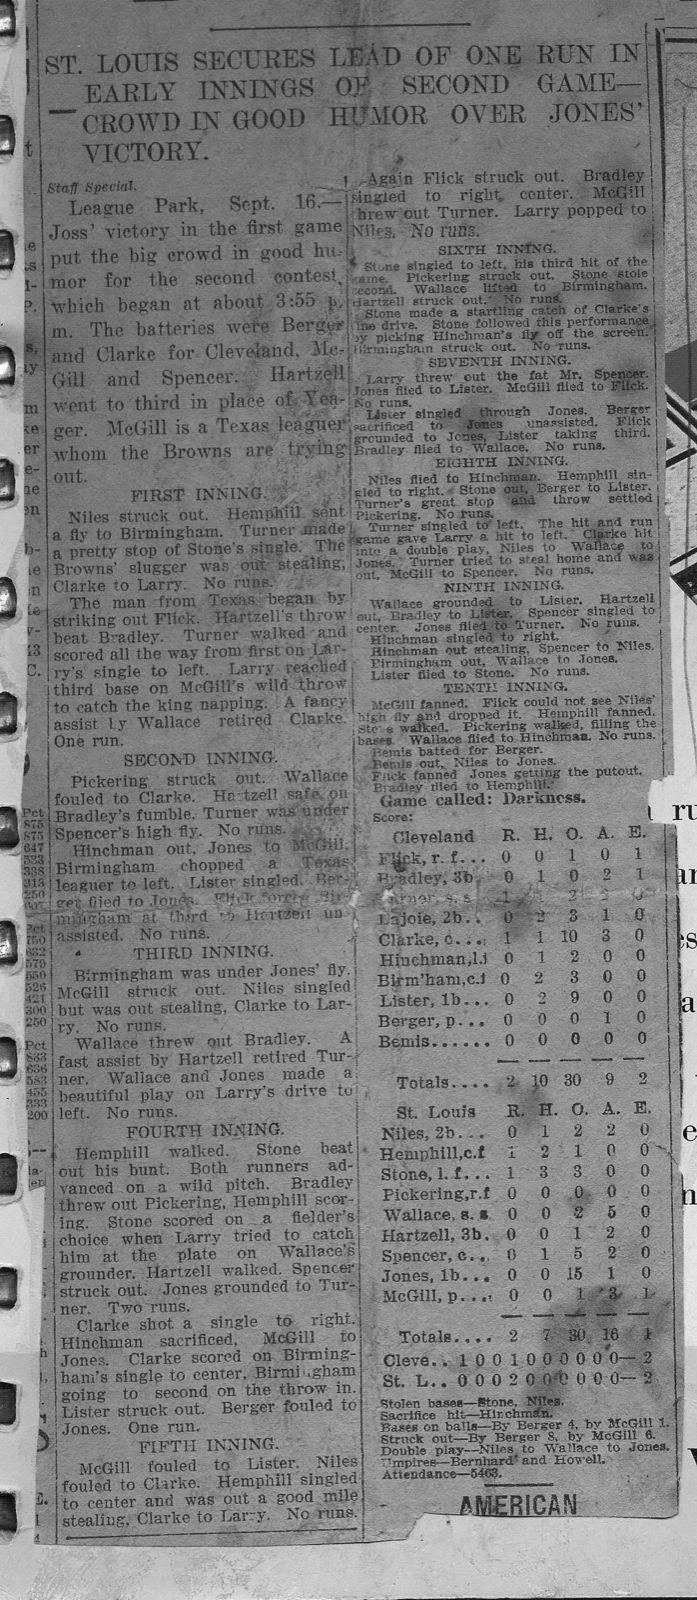 ST. LOUIS SECURES LEAD OF ONE RUN IN
EARLY INNINGS OF SECOND GAME—
CROWD IN GOOD HUMOR OVER JONES'
VICTORY.
Staff Special.
League Park, Sept. 16.—
Joss' victory in the first game
put the big crowd in good hu-
mor for the second contest,
which began at about 3:55 p.
m. The batteries were Berger
and Clarke for Cleveland, Mc-
Gill and Spencer. Hartzell
went to third in place of Yea-
ger. McGill is a Texas leaguer
whom the Browns are trying
out.
FIRST INNING.
Niles struck out. Hemphill sent
a fly to Birmingham. Turner made
a pretty stop of Stone's single. The
Browns' slugger was out stealing,
Clarke to Larry. No runs.
The man from Texas began by
striking out Flick. Hartzell's throw
beat Bradley. Turner walked and
scored all the way from first on Lar-
ry's single to left. Larry reached
third base on McGill's wild throw
to catch the king napping. A fancy
assist by Wallace retired Clarke.
One run.
SECOND INNING.
Pickering struck out. Wallace
fouled to Clarke. Hartzell safe on
Bradley's fumble. Turner was under
Spencer's high fly. No runs.
Hinchman out, Jones to McGill.
Birmingham chopped a Texas
leaguer to left. Lister singled. Ber-
ger flied to Jones. Flick forced Bir-
mingham at third to Hartzell un
assisted. No runs.
THIRD INNING.
Birmingham was under Jones' fly.
McGill struck out. Niles singled
but was out stealing, Clarke to Lar-
ry. No runs.
Wallace threw out Bradley. A
fast assist by Hartzell retired Tur-
ner. Wallace and Jones made a
beautiful play on Larry's drive to
left. No runs.
FOURTH INNING.
Hemphill walked. Stone beat
out his bunt. Both runners ad-
vanced on a wild pitch. Bradley
threw out Pickering, Hemphill scor-
ing. Stone scored on a fielder's
choice when Larry tried to catch
him at the plate on Wallace's
grounder. Hartzell walked. Spencer
struck out. Jones grounded to Tur-
ner. Two runs.
Clarke shot a single to right.
Hinchman sacrificed, McGill to
Jones. Clarke scored on Birming-
ham's single to center, Birmingham
going to second on the throw in.
Lister struck out. Berger fouled to
Jones. One run.
FIFTH INNING.
McGill fouled to Lister. Niles
fouled to Clarke. Hemphill singled
to center and was out a good mile
stealing, Clarke to Larry. No runs.
Again Flick struck out. Bradley
singled to right center. McGill
threw out Turner. Larry popped to
Niles. No runs.
SIXTH INNING.
Stone singled to left, his third hit of the
game. Pickering struck out. Stone stole
second. Wallace lifted to Birmingham.
Hartzell struck out. No runs.
Stone made a startling catch of Clarke's
line drive. Stone followed this performance
by picking Hinchman's fly off the screen.
Birmingham struck out. No runs.
SEVENTH INNING.
Larry threw out the fat Mr. Spencer.
Jones flied to Lister. McGill flied to Flick.
No runs.
Lister singled through Jones. Berger
sacrificed to Jones unassisted. Flick
grounded to Jones, Lister taking third.
Bradley flied to Wallace. No runs.
EIGHTH INNING.
Niles flied to Hinchman. Hemphill sin-
gled to right. Stone out, Berger to Lister.
Turner's great stop and throw settled
Pickering. No runs.
Turner singled to left. The hit and run
game gave Larry a hit to left. Clarke hit
into a double play, Niles to Wallace to
Jones. Turner tried to steal home and was
out. McGill to Spencer. No runs.
NINTH INNING.
Wallace grounded to Lister. Hartzell
out, Bradley to Lister. Spencer singled to
center. Jones flied to Turner. No runs.
Hinchman singled to right.
Hinchman out stealing, Spencer to Niles.
Birmingham out, Wallace to Jones.
Lister flied to Stone. No runs.
TENTH INNING.
McGill fanned. Flick could not see Niles'
high fly and dropped it. Hemphill fanned.
Stone walked. Pickering walked, filling the
bases. Wallace flied to Hinchman. No runs.
Bemis batted for Berger.
Bemis out, Niles to Jones.
Flick fanned Jones getting the putout.
Bradley flied to Hemphill.
Game called: Darkness.
Score:
Cleveland R. H. O. A. E.
Flick, r. f... 0 0 1 0 1
Bradley, 3b 0 1 0 2 1
Turner, s. s. 1 1 2 0
Lajoie, 2b.. 0 2 3 1 0
Clarke, c...; 1 1 10 3 0
Hinchman,l.f 0 1 2 0 0
Birm'ham,c.f 0 2 3 0 0
Lister, 1b... 0 2 9 0 0
Berger, p... 0 0 0 1 0
Bemis...... 0 0 0 0 0
Totals.... 2 10 30 9 2
St. Louis R. H. O. A. E.
Niles, 2b... 0 1 2 2 0
Hemphill,c.f 1 2 1 0 0
Stone, l. f... 1 3 3 0 0
Pickering,r.f 0 0 0 0 0
Wallace, s. s 0 0 2 5 0
Hartzell, 3b. 0 0 1 2 0
Spencer, c... 0 1 5 2 0
Jones, 1b... 0 0 15 1 0
McGill, p... 0 0 1 3 1
Totals.... 2 7 30 16 1
Cleve.. 1 0 0 1 0 0 0 0 0 0—2
St. L.. 0 0 0 2 0 0 0 0 0 0—2
Stolen bases—Stone, Niles.
Sacrifice hit—Hinchman.
Bases on balls—By Berger 4, by McGill 1.
Struck out—By Berger 8, by McGill 6.
Double play—Niles to Wallace to Jones.
Umpires—Bernhard and Howell.
Attendance—5463.
AMERICAN